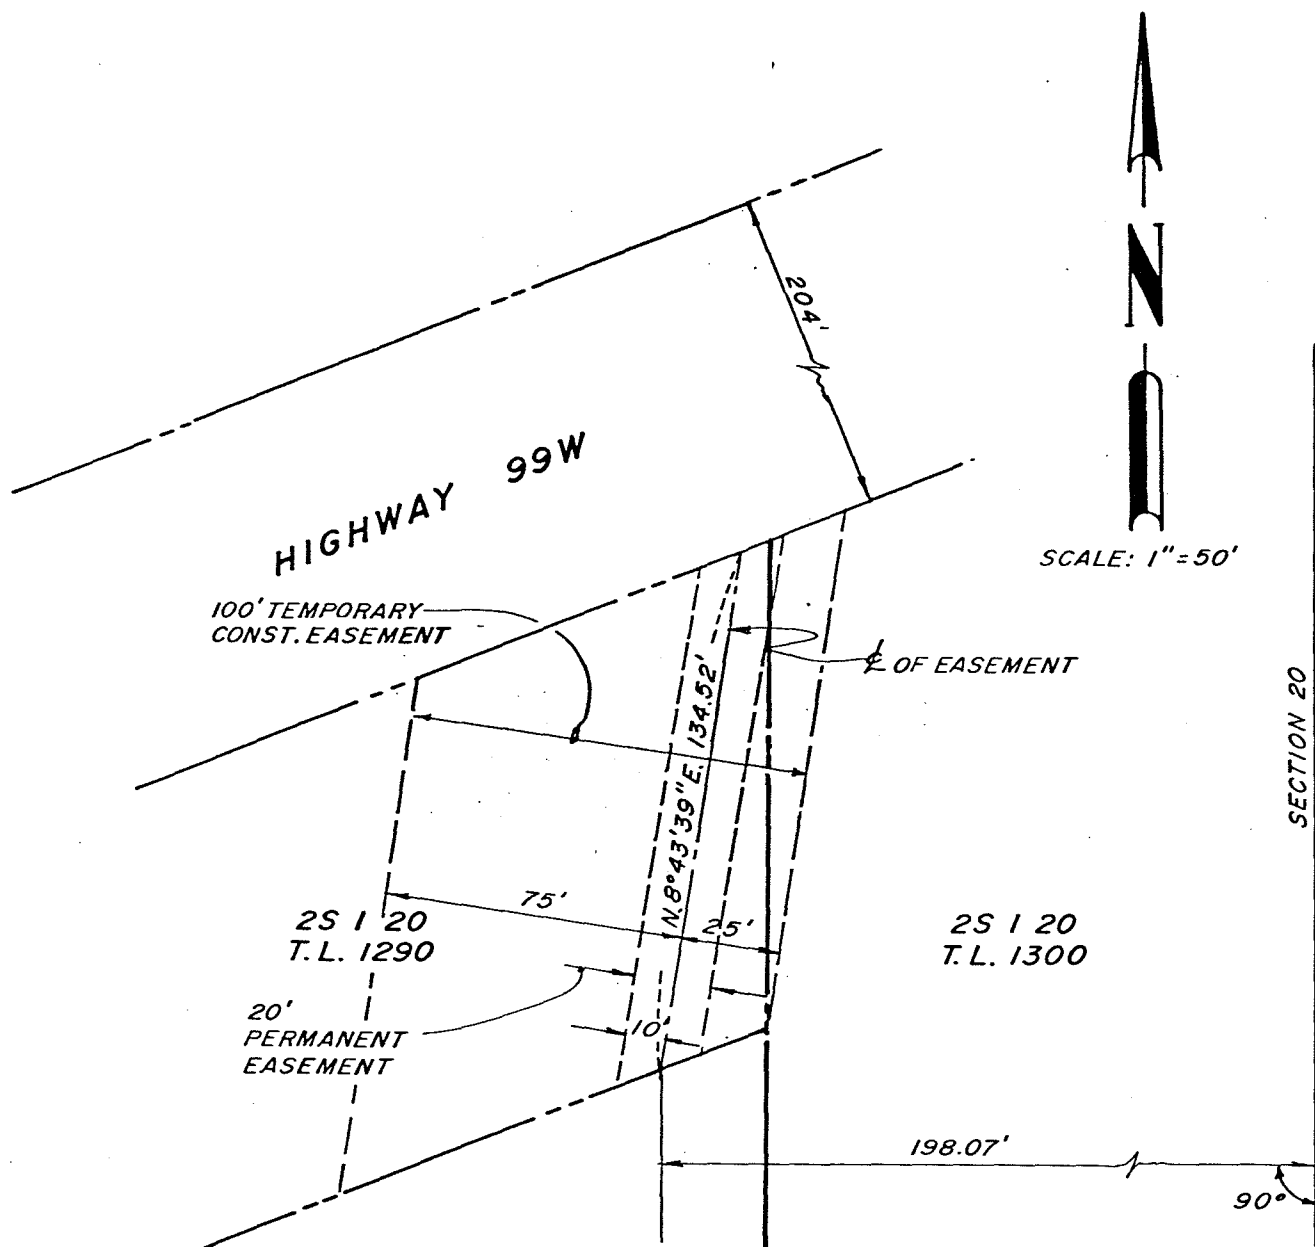 204'
HIGHWAY 99W
N
SCALE: 1"=50'
100' TEMPORARY
CONST. EASEMENT
℄ OF EASEMENT
N. 8°43'39"E. 134.52'
SECTION 20
75'
25'
2S 1 20
T. L. 1290
2S 1 20
T. L. 1300
20'
PERMANENT
EASEMENT
10'
198.07'
90°